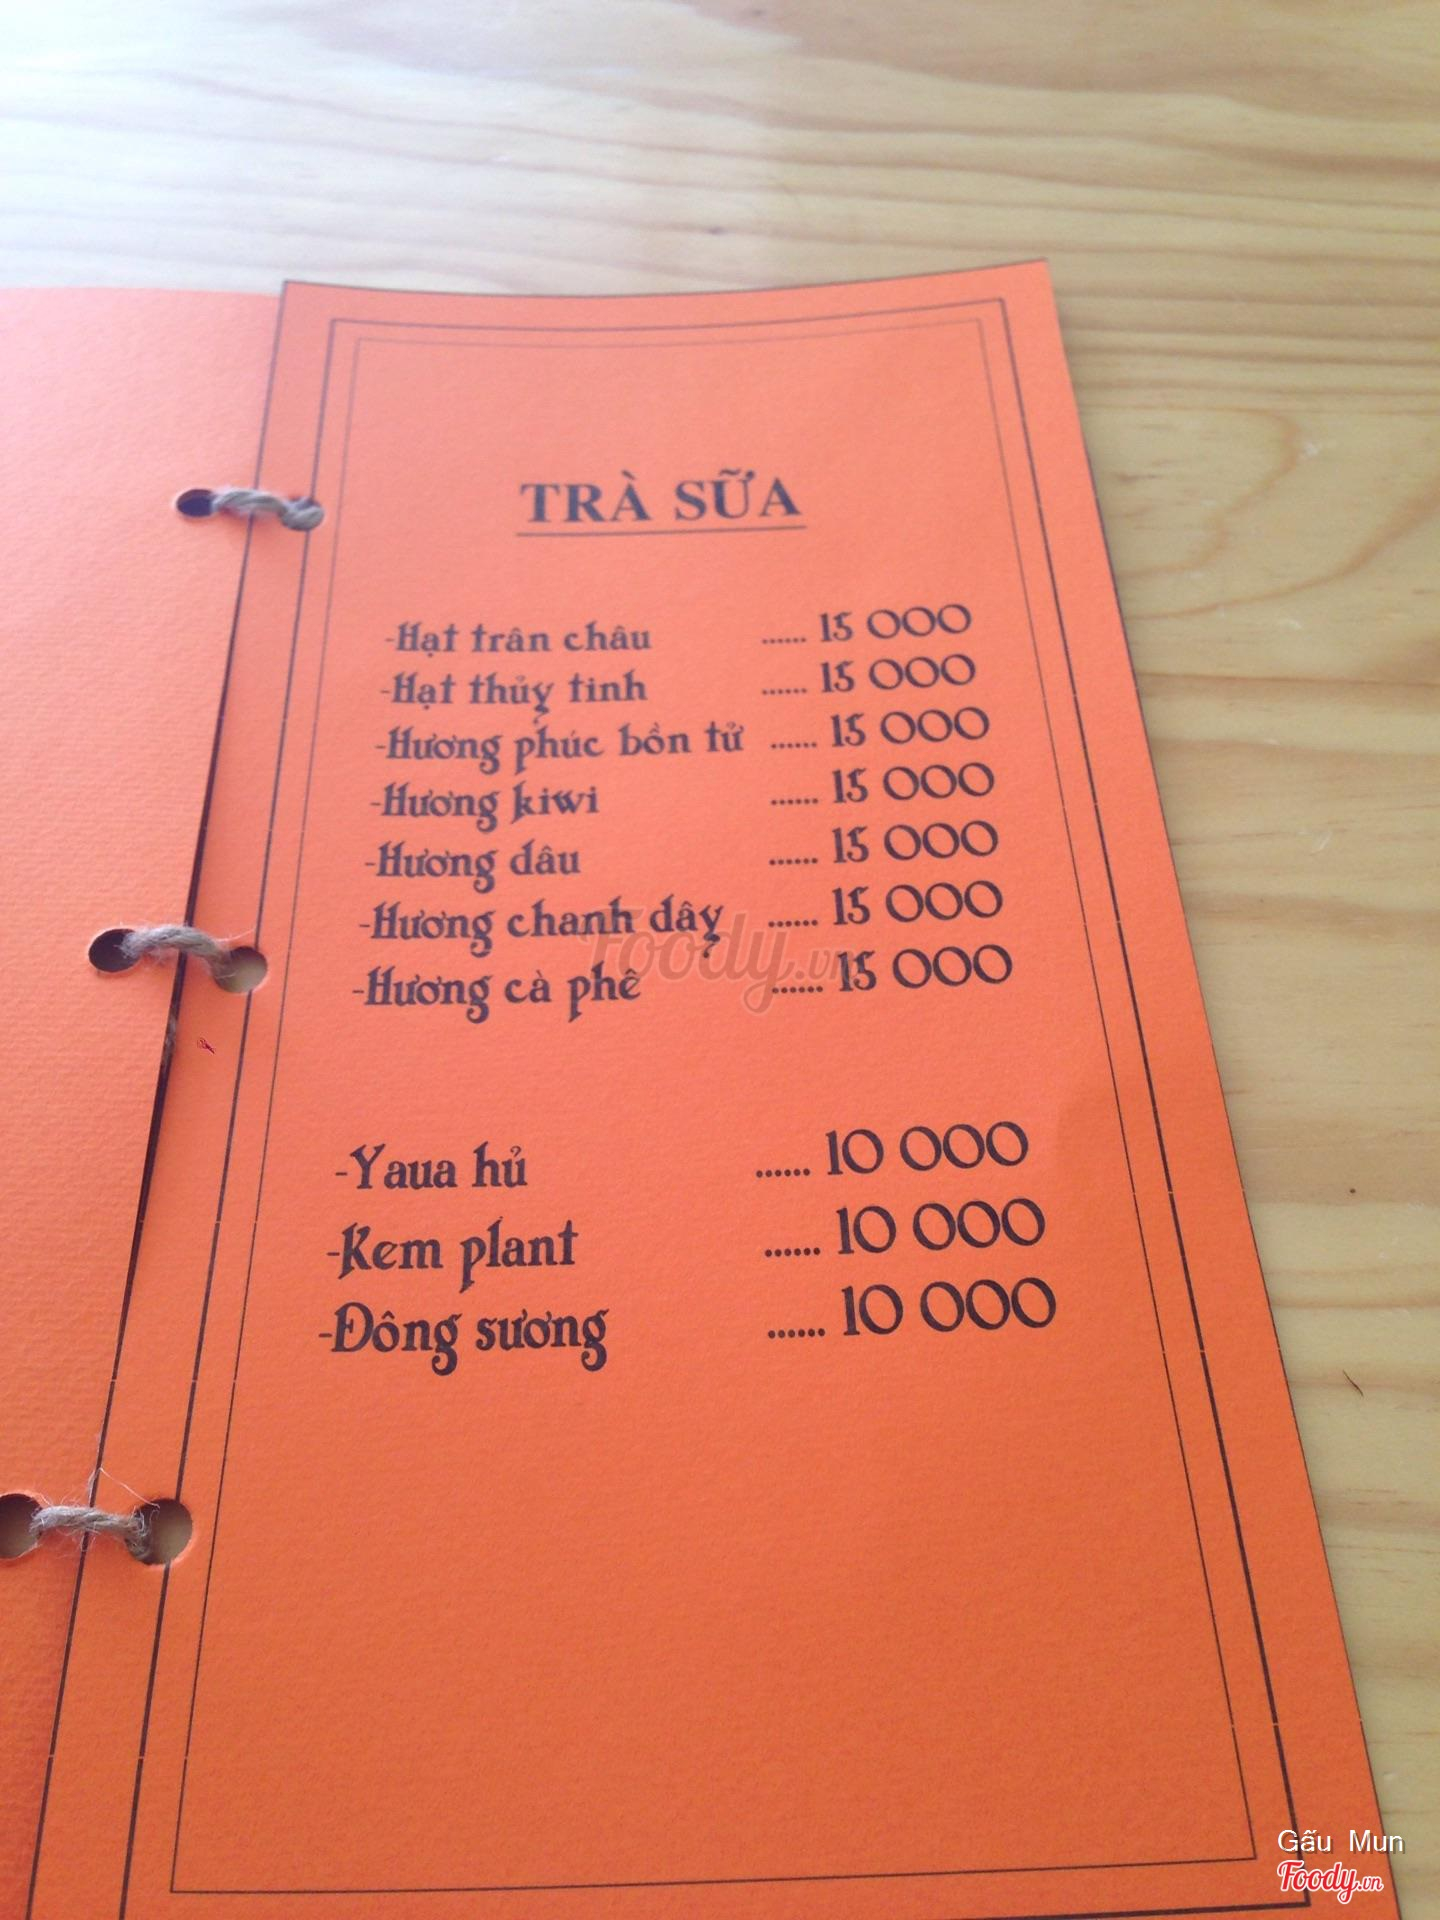 TRÀ SỮA
-Hạt trân châu ...... 15 000
-Hạt thủy tinh ...... 15 000
-Hương phúc bồn tử ...... 15 000
-Hương kiwi ...... 15 000
-Hương dâu ...... 15 000
-Hương chanh dây ...... 15 000
-Hương cà phê ...... 15 000
Foody.vn
-Yaua hủ ...... 10 000
-Kem plant ...... 10 000
-Đông sương ...... 10 000
Gấu Mun
Foody.vn